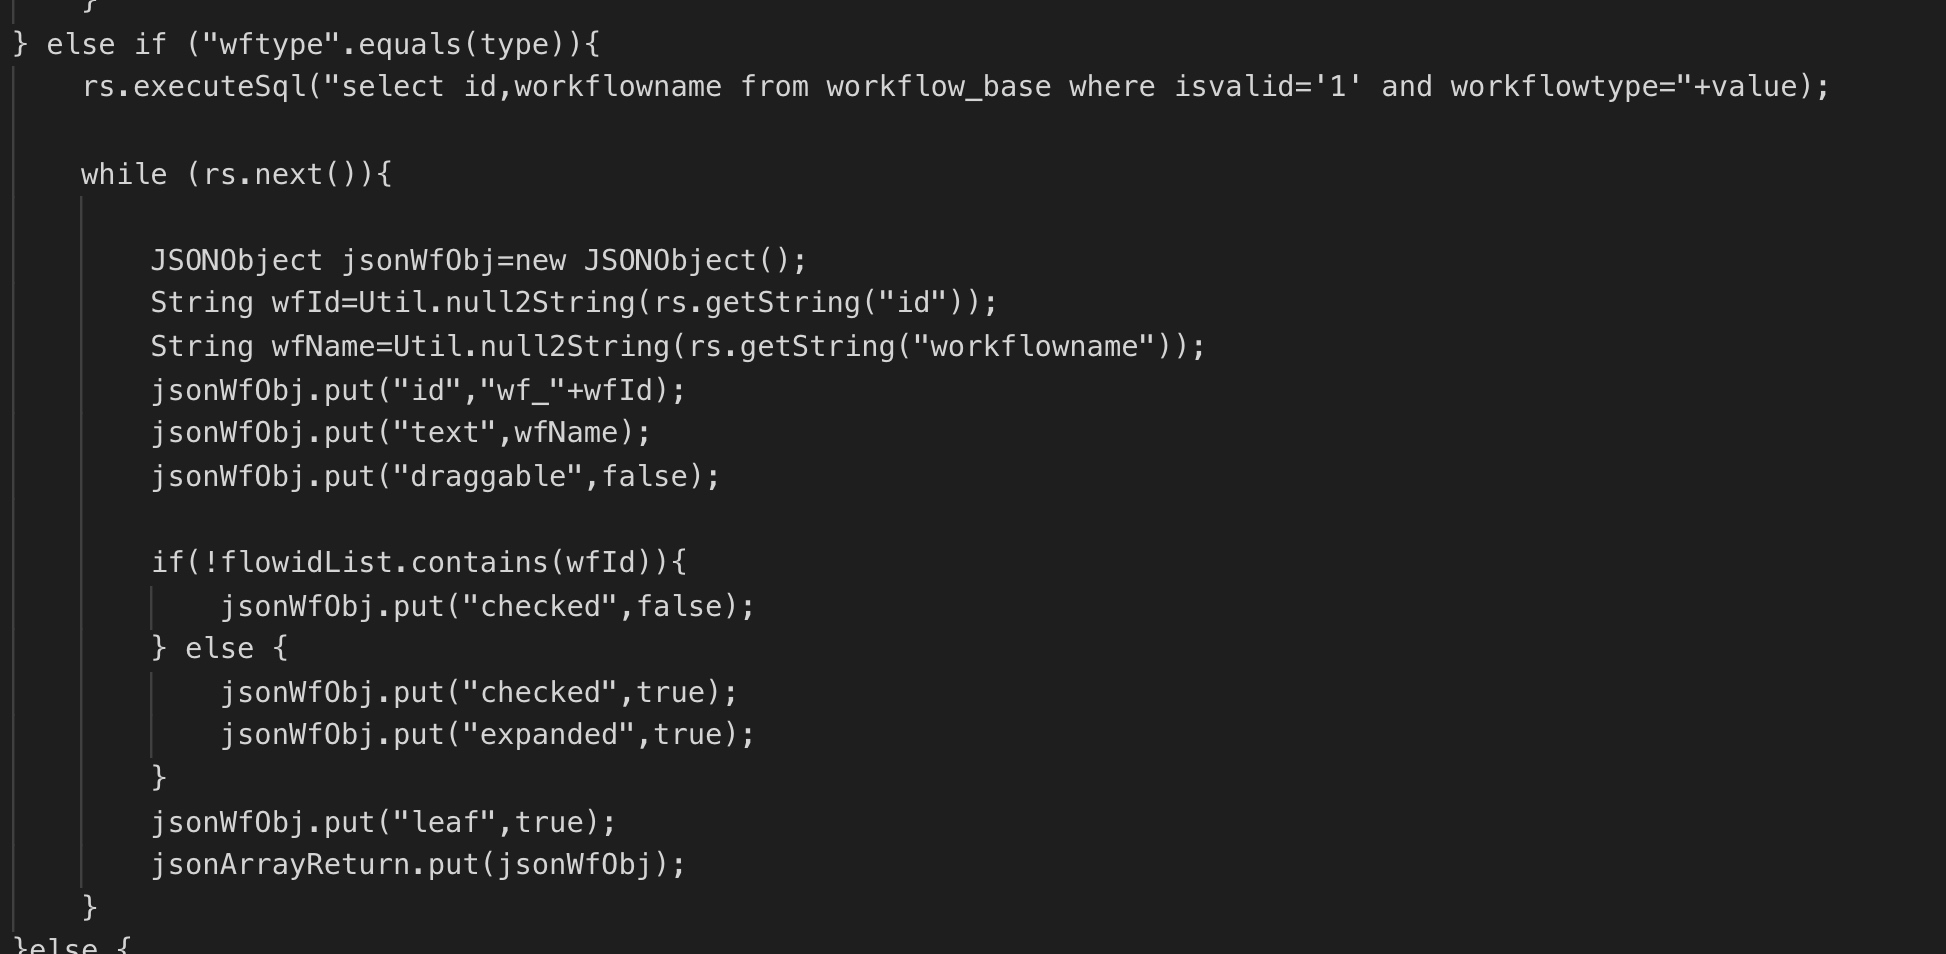 }
} else if ("wftype".equals(type)){
rs.executeSql("select id,workflowname from workflow_base where isvalid='1' and workflowtype="+value);
while (rs.next()){
JSONObject jsonWfObj=new JSONObject();
String wfId=Util.null2String(rs.getString("id"));
String wfName=Util.null2String(rs.getString("workflowname"));
jsonWfObj.put("id","wf_"+wfId);
jsonWfObj.put("text",wfName);
jsonWfObj.put("draggable",false);
if(!flowidList.contains(wfId)){
jsonWfObj.put("checked",false);
} else {
jsonWfObj.put("checked",true);
jsonWfObj.put("expanded",true);
}
jsonWfObj.put("leaf",true);
jsonArrayReturn.put(jsonWfObj);
}
}else {